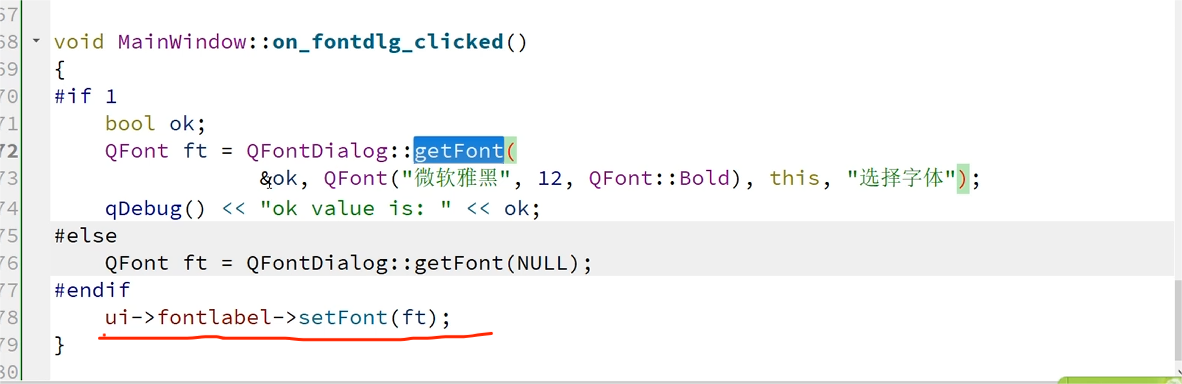 67
68 void MainWindow::on_fontdlg_clicked()
69 {
70 #if 1
71 bool ok;
72 QFont ft = QFontDialog::getFont(
73 &ok, QFont("微软雅黑", 12, QFont::Bold), this, "选择字体");
74 qDebug() << "ok value is: " << ok;
75 #else
76 QFont ft = QFontDialog::getFont(NULL);
77 #endif
78 ui->fontlabel->setFont(ft);
79 }
80